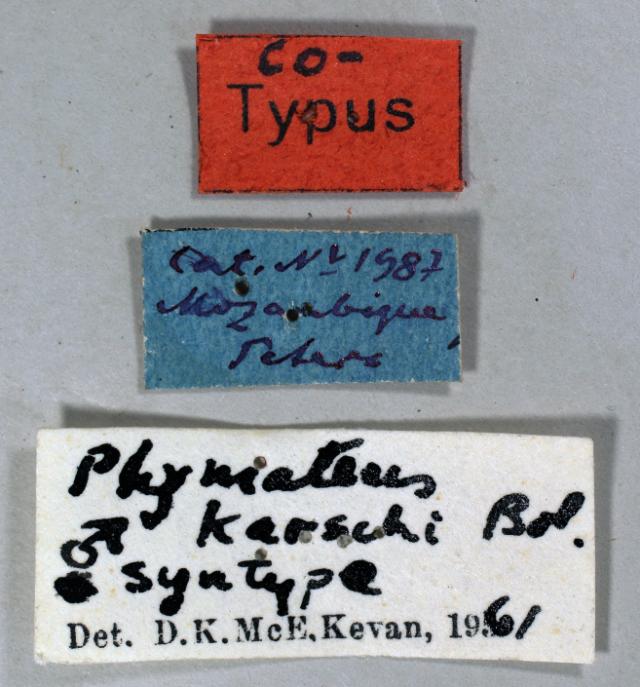 co-
Typus
Cat. No 1987
Mozambique,
Peters
Phymateus
♂ karschi Bol.
syntype
Det. D.K.McE.Kevan, 1961